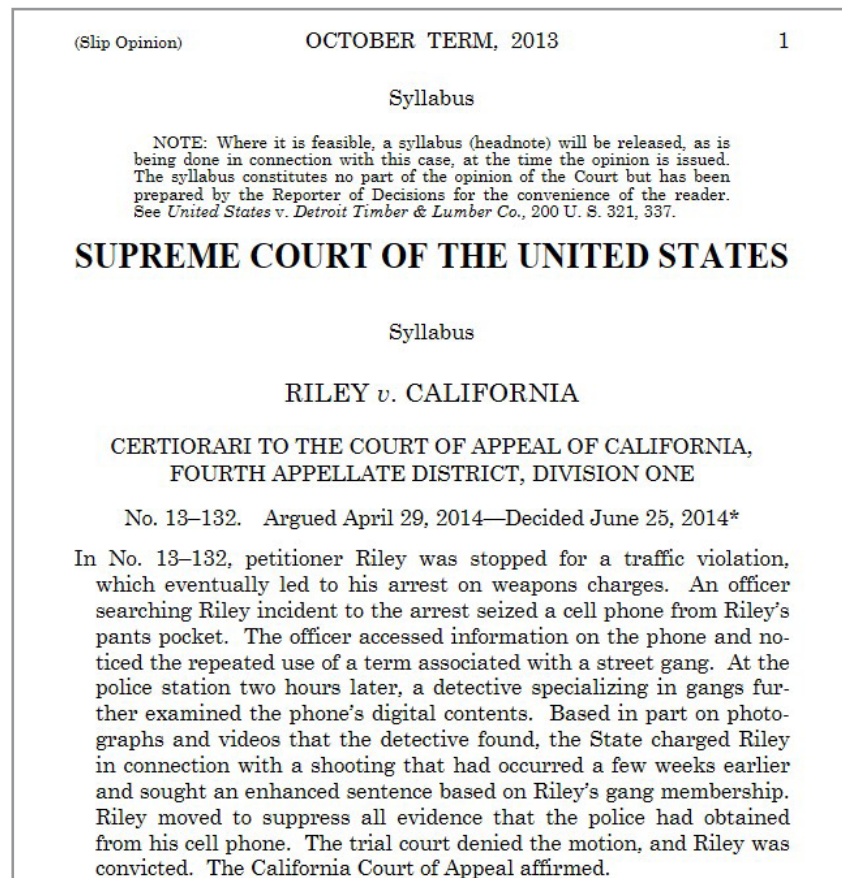 (Slip Opinion) OCTOBER TERM, 2013 1
Syllabus
NOTE: Where it is feasible, a syllabus (headnote) will be released, as is
being done in connection with this case, at the time the opinion is issued.
The syllabus constitutes no part of the opinion of the Court but has been
prepared by the Reporter of Decisions for the convenience of the reader.
See United States v. Detroit Timber & Lumber Co., 200 U. S. 321, 337.
SUPREME COURT OF THE UNITED STATES
Syllabus
RILEY v. CALIFORNIA
CERTIORARI TO THE COURT OF APPEAL OF CALIFORNIA,
FOURTH APPELLATE DISTRICT, DIVISION ONE
No. 13–132. Argued April 29, 2014—Decided June 25, 2014*
In No. 13–132, petitioner Riley was stopped for a traffic violation,
which eventually led to his arrest on weapons charges. An officer
searching Riley incident to the arrest seized a cell phone from Riley's
pants pocket. The officer accessed information on the phone and no-
ticed the repeated use of a term associated with a street gang. At the
police station two hours later, a detective specializing in gangs fur-
ther examined the phone's digital contents. Based in part on photo-
graphs and videos that the detective found, the State charged Riley
in connection with a shooting that had occurred a few weeks earlier
and sought an enhanced sentence based on Riley's gang membership.
Riley moved to suppress all evidence that the police had obtained
from his cell phone. The trial court denied the motion, and Riley was
convicted. The California Court of Appeal affirmed.